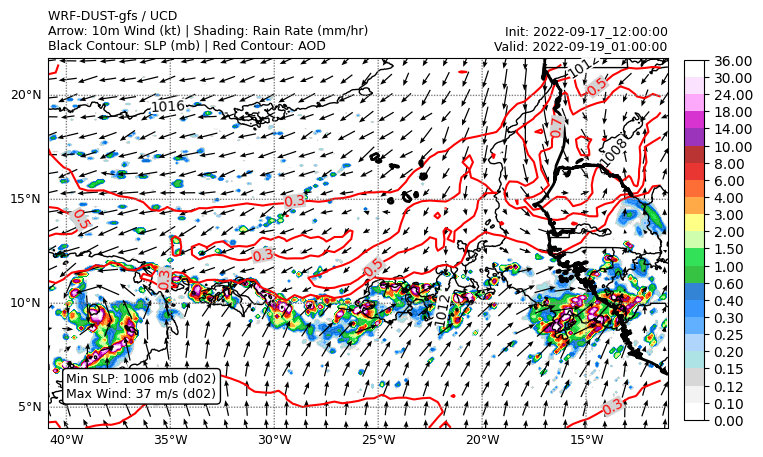 WRF-DUST-gfs / UCD
Arrow: 10m Wind (kt) | Shading: Rain Rate (mm/hr)
Black Contour: SLP (mb) | Red Contour: AOD
Init: 2022-09-17_12:00:00
Valid: 2022-09-19_01:00:00
1012
1016
0.5
0.7
1008
0.3
0.5
0.3
0.3
0.5
1012
0.3
Min SLP: 1006 mb (d02)
Max Wind: 37 m/s (d02)
20°N
15°N
10°N
5°N
40°W
35°W
30°W
25°W
20°W
15°W
36.00
30.00
24.00
18.00
14.00
10.00
8.00
6.00
4.00
3.00
2.00
1.50
1.00
0.60
0.40
0.30
0.25
0.20
0.15
0.12
0.10
0.00